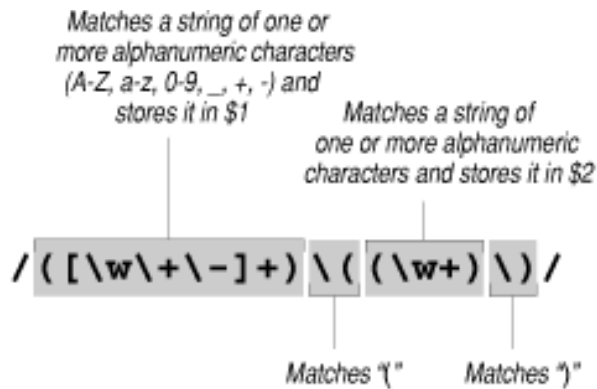 Matches a string of one or
more alphanumeric characters
(A-Z, a-z, 0-9, _, +, -) and
stores it in $1
Matches a string of
one or more alphanumeric
characters and stores it in $2
/([\w\+\-]+)\((\w+)\)/
Matches “(”
Matches “)”